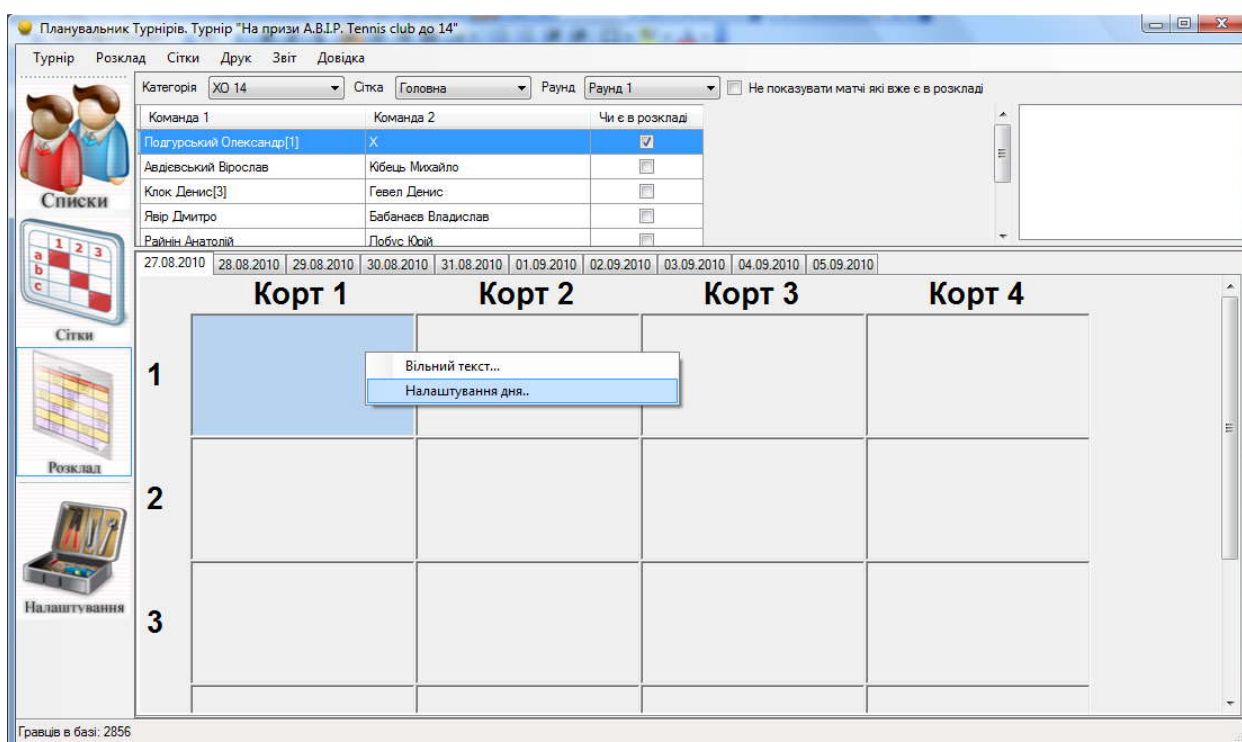 Планувальник Турнірів. Турнір "На призи A.B.I.P. Tennis club до 14"
Турнір Розклад Сітки Друк Звіт Довідка
Категорія ХО 14 Сітка Головна Раунд Раунд 1 Не показувати матчі які вже є в розкладі
Команда 1 Команда 2 Чи є в розкладі
Подгурський Олександр[1] X
Авдієвський Вірослав Кібець Михайло
Клок Денис[3] Гевел Денис
Явір Дмитро Бабанаєв Владислав
Райнін Анатолій Лобус Юрій
Списки
1 2 3
a
b
c
Сітки
Розклад
Налаштування
27.08.2010 28.08.2010 29.08.2010 30.08.2010 31.08.2010 01.09.2010 02.09.2010 03.09.2010 04.09.2010 05.09.2010
Корт 1 Корт 2 Корт 3 Корт 4
1
Вільний текст...
Налаштування дня..
2
3
Гравців в базі: 2856